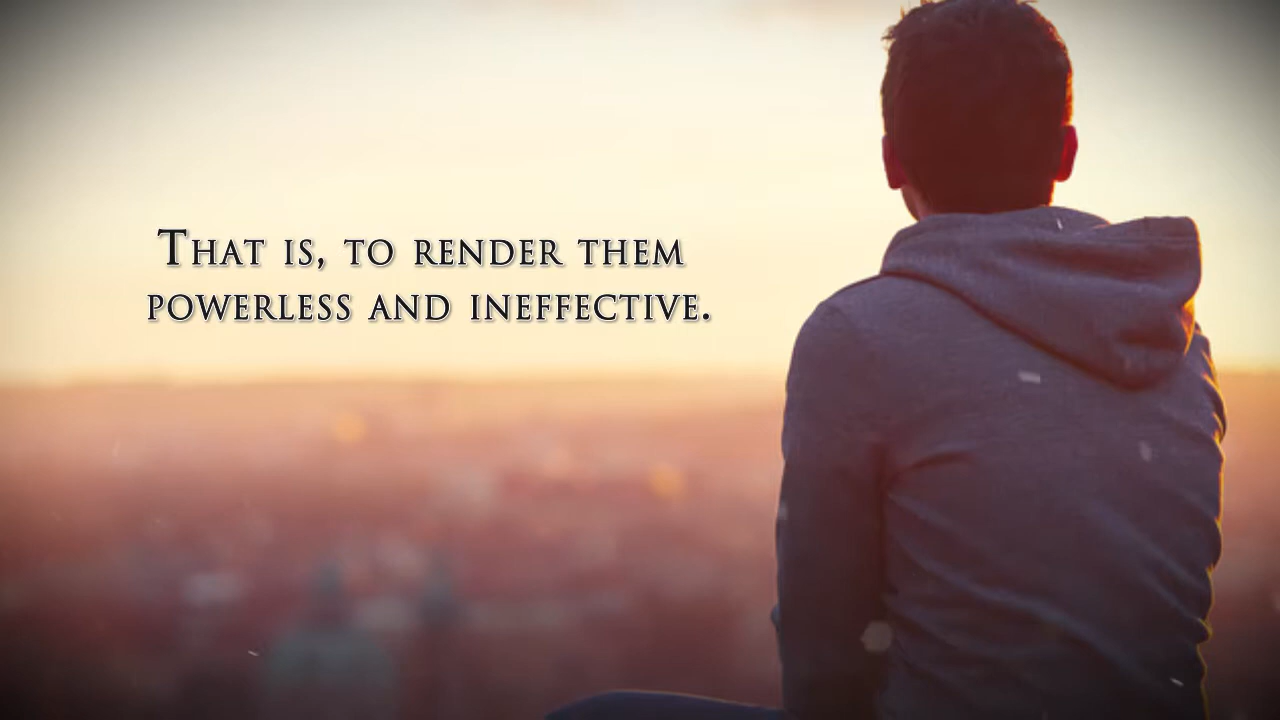 That is, to render them
powerless and ineffective.